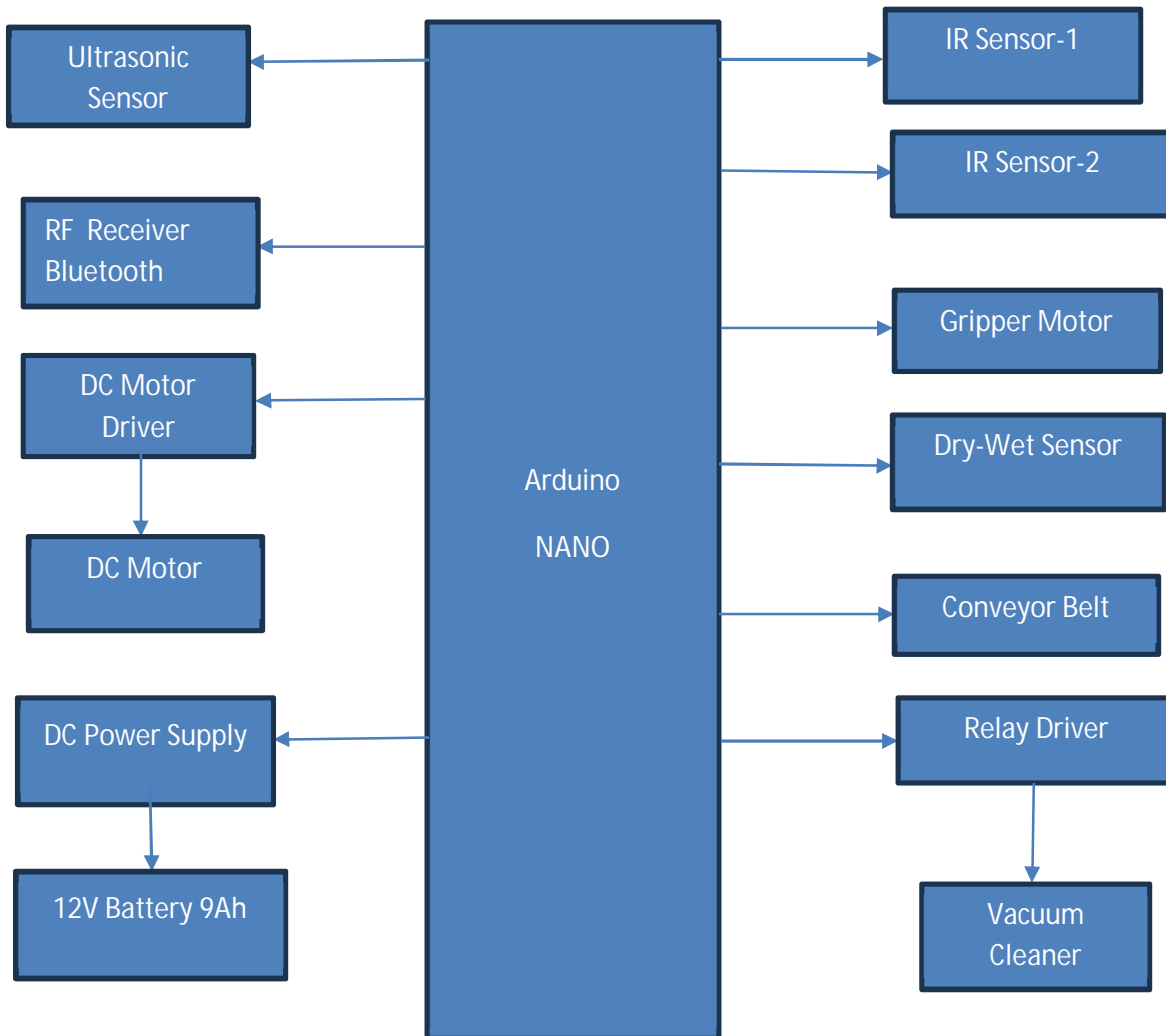 Ultrasonic
Sensor
RF Receiver
Bluetooth
DC Motor
Driver
DC Motor
DC Power Supply
12V Battery 9Ah
Arduino
NANO
IR Sensor-1
IR Sensor-2
Gripper Motor
Dry-Wet Sensor
Conveyor Belt
Relay Driver
Vacuum
Cleaner